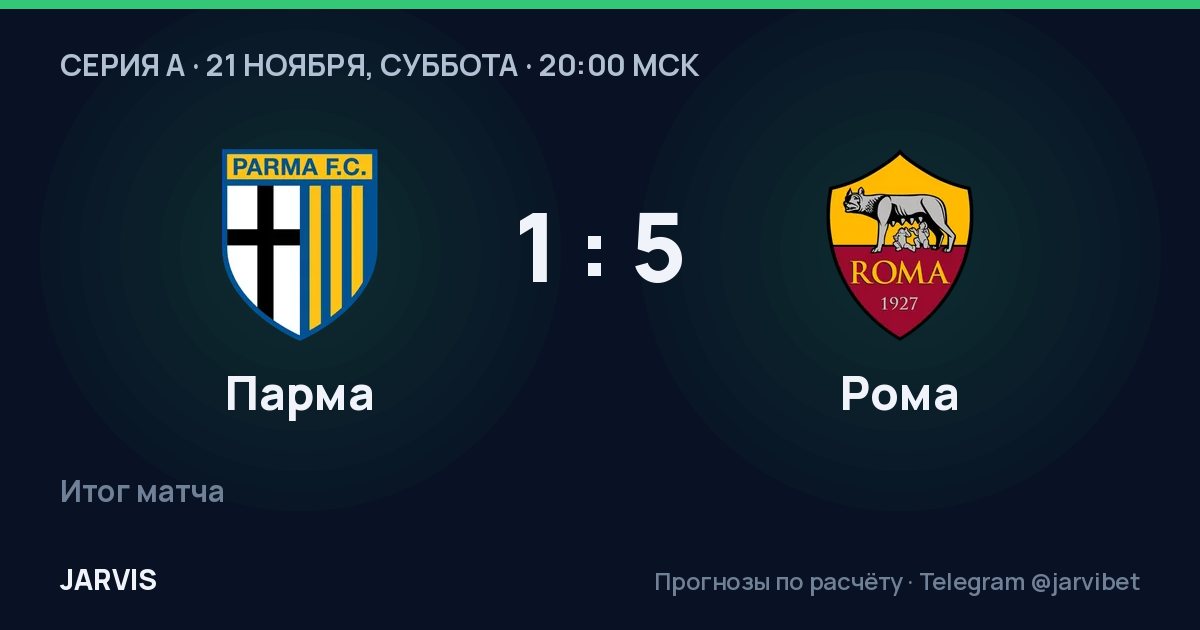 СЕРИЯ А · 21 НОЯБРЯ, СУББОТА · 20:00 МСК
PARMA F.C.
1 : 5
ROMA
1927
Парма
Рома
Итог матча
JARVIS
Прогнозы по расчёту · Telegram @jarvibet